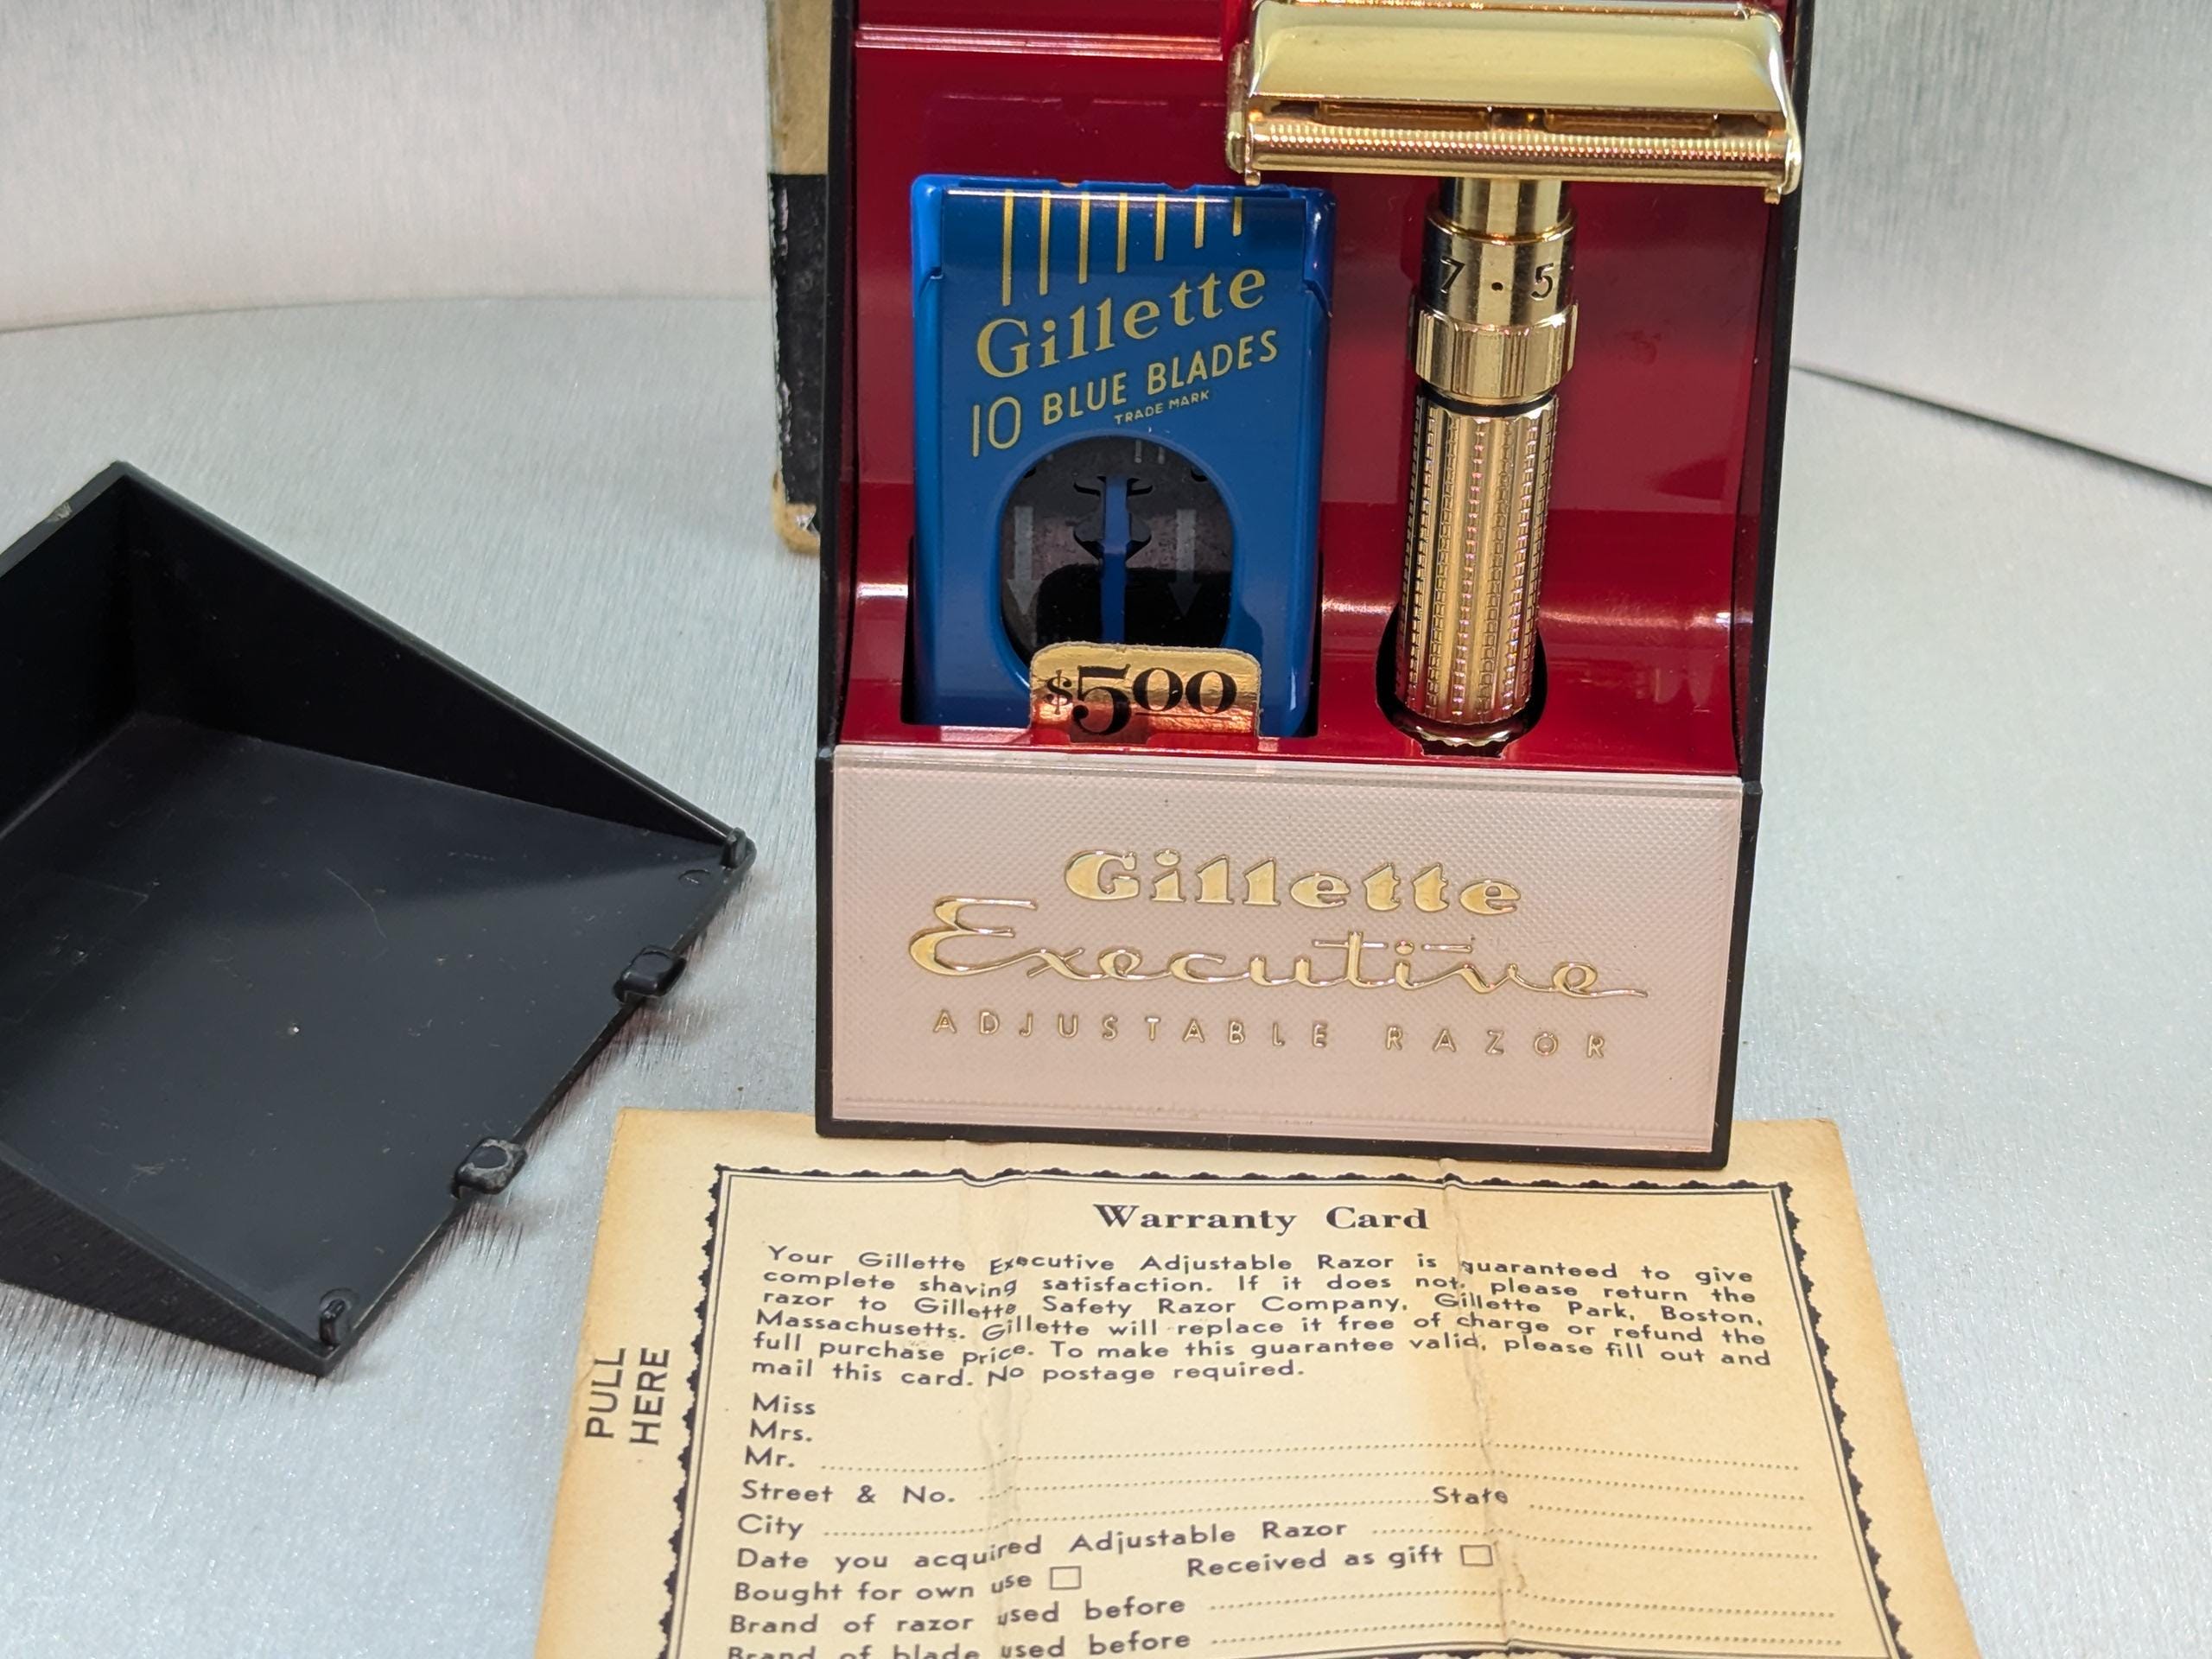 Gillette
10 BLUE BLADES
TRADE MARK
7 · 5
$5.00
Gillette
Executive
ADJUSTABLE RAZOR
PULL
HERE
Warranty Card
Your Gillette Executive Adjustable Razor is guaranteed to give
complete shaving satisfaction. If it does not, please return the
razor to Gillette Safety Razor Company, Gillette Park, Boston,
Massachusetts. Gillette will replace it free of charge or refund the
full purchase price. To make this guarantee valid, please fill out and
mail this card. No postage required.
Miss
Mrs.
Mr.
Street & No.
City State
Date you acquired Adjustable Razor
Bought for own use Received as gift
Brand of razor used before
Brand of blade used before